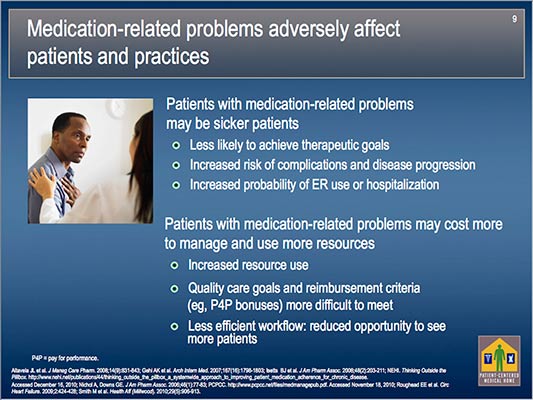 9
Medication-related problems adversely affect
patients and practices
Patients with medication-related problems
may be sicker patients
Less likely to achieve therapeutic goals
Increased risk of complications and disease progression
Increased probability of ER use or hospitalization
Patients with medication-related problems may cost more
to manage and use more resources
Increased resource use
Quality care goals and reimbursement criteria
(eg, P4P bonuses) more difficult to meet
Less efficient workflow: reduced opportunity to see
more patients
P4P = pay for performance.
JL, et al. J Manag Care Pharm. 2008;14(9):831-843; Gehi AK et al. Arch Intern Med. 2007;167(16):1798-1803; BJ et al. J Am Pharm Assoc. 2008;48(2):203-211; NEHI. Thinking Outside the
Pillbox. http://www.nehi.net/publications/44/thinking_outside_the_pillbox_a_systemwide_approach_to_improving_patient_medication_adherence_for_chronic_disease.
Accessed December 16, 2010; Nichol A, Downs GE. J Am Pharm Assoc. 2006;46(1):77-83; PCPCC. http://www.pcpcc.net/files/medmanagepub.pdf. Accessed November 18, 2010; Roughead EE et al. Circ
Heart Failure. 2009;2:424-428; Smith M et al. Health Aff (Millwood). 2010;29(5):906-913.
PATIENT-CENTERED
MEDICAL HOME